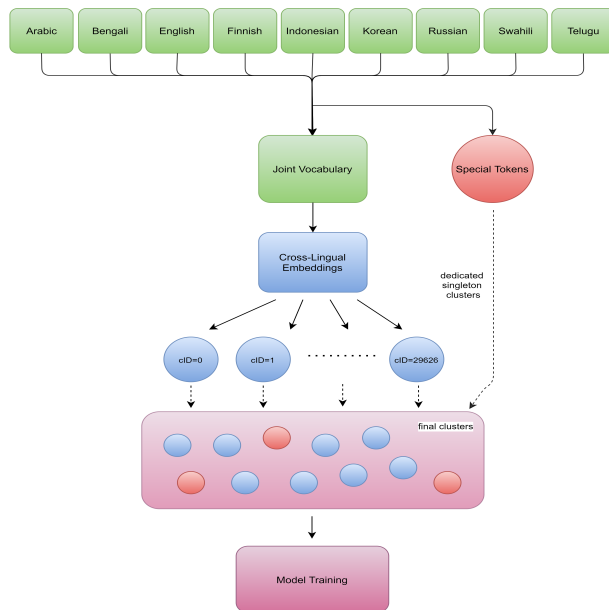 Arabic
Bengali
English
Finnish
Indonesian
Korean
Russian
Swahili
Telugu
Joint Vocabulary
Special Tokens
Cross-Lingual
Embeddings
dedicated
singleton
clusters
cID=0
cID=1
cID=29626
final clusters
Model Training